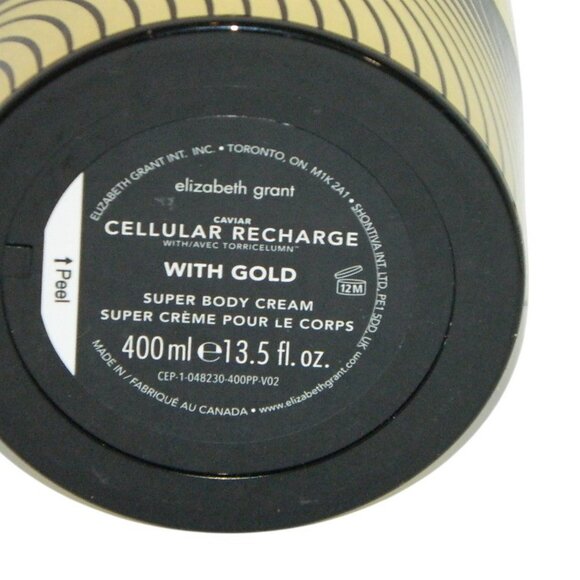 ELIZABETH GRANT INT. INC. • TORONTO, ON. M1K 2A1 • SHONTIVA INT. LTD, PE1 5DD, UK
elizabeth grant
CAVIAR
CELLULAR RECHARGE
WITH/AVEC TORRICELUMN™
WITH GOLD
12M
SUPER BODY CREAM
SUPER CRÈME POUR LE CORPS
400 ml ℮ 13.5 fl. oz.
CEP-1-048230-400PP-V02
MADE IN / FABRIQUÉ AU CANADA • www.elizabethgrant.com
↑ Peel